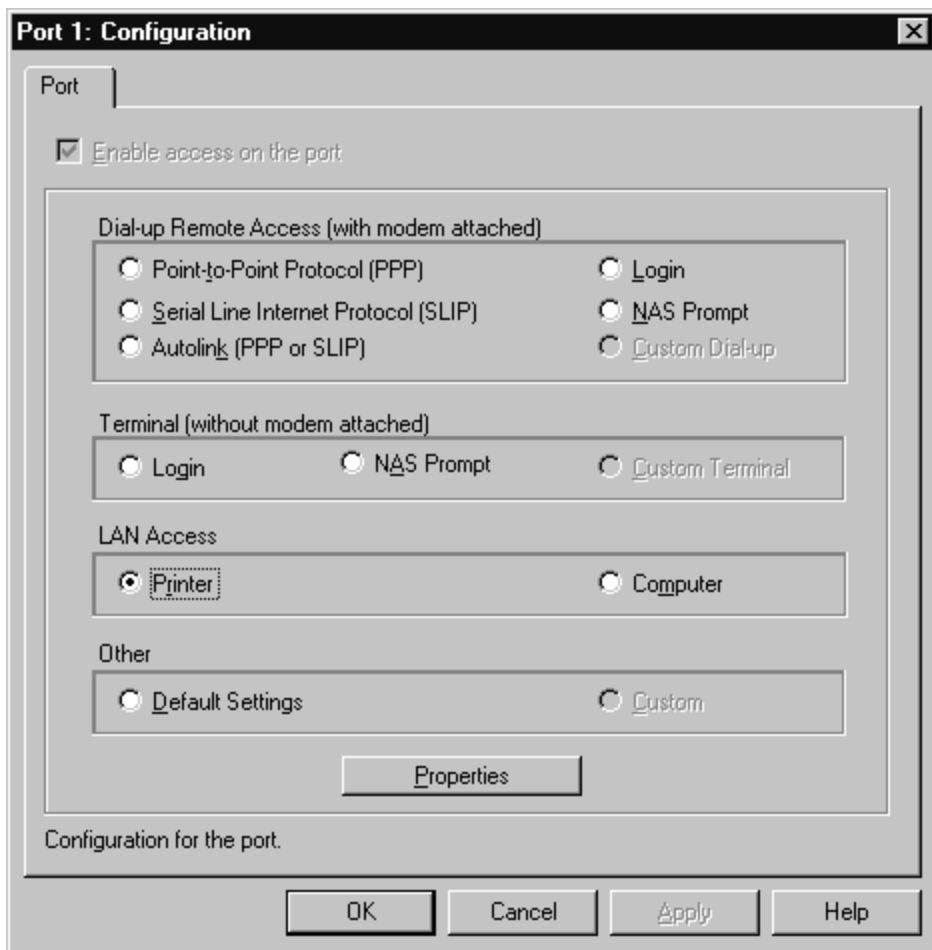 Port 1: Configuration
Port
Enable access on the port
Dial-up Remote Access (with modem attached)
Point-to-Point Protocol (PPP) Login
Serial Line Internet Protocol (SLIP) NAS Prompt
Autolink (PPP or SLIP) Custom Dial-up
Terminal (without modem attached)
Login NAS Prompt Custom Terminal
LAN Access
Printer Computer
Other
Default Settings Custom
Properties
Configuration for the port.
OK Cancel Apply Help